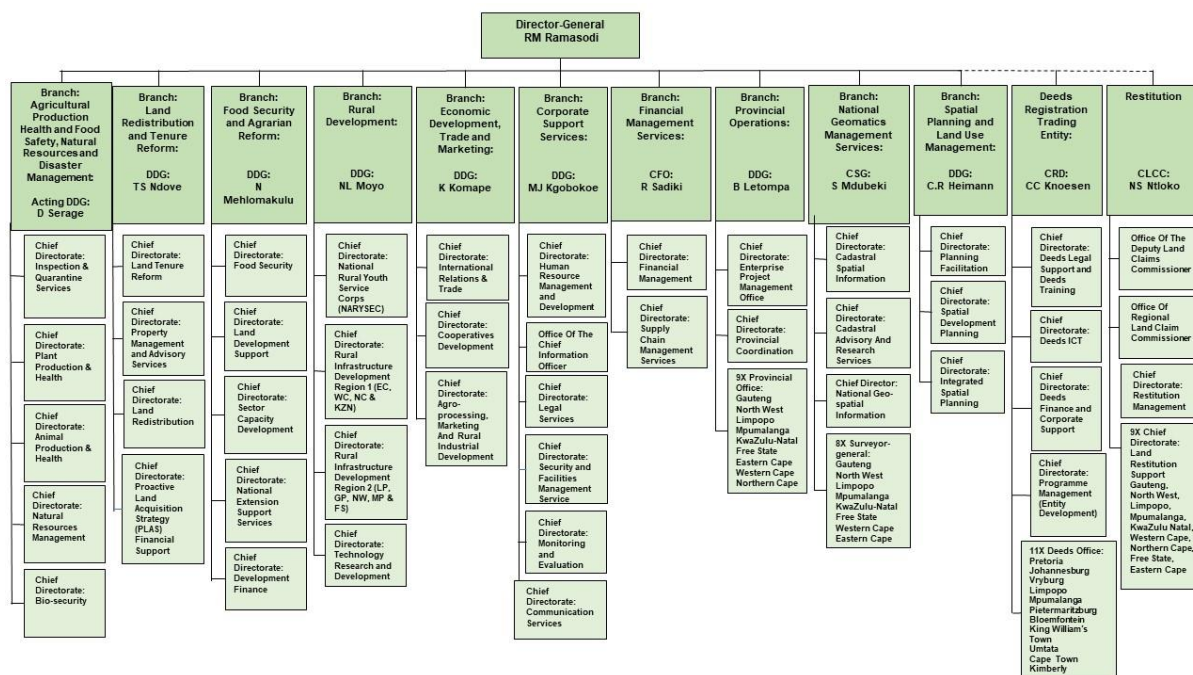 Director-General
RM Ramasodi
Branch:
Agricultural
Production
Health and Food
Safety, Natural
Resources and
Disaster
Management:
Acting DDG:
D Serage
Chief
Directorate:
Inspection &
Quarantine
Services
Chief
Directorate:
Plant
Production &
Health
Chief
Directorate:
Animal
Production &
Health
Chief
Directorate:
Natural
Resources
Management
Chief
Directorate:
Bio-security
Branch:
Land
Redistribution
and Tenure
Reform:
DDG:
TS Ndove
Chief
Directorate:
Land Tenure
Reform
Chief
Directorate:
Property
Management
and Advisory
Services
Chief
Directorate:
Land
Redistribution
Chief
Directorate:
Proactive
Land
Acquisition
Strategy
(PLAS)
Financial
Support
Branch:
Food Security
and Agrarian
Reform:
DDG:
N
Mehlomakulu
Chief
Directorate:
Food Security
Chief
Directorate:
Land
Development
Support
Chief
Directorate:
Sector
Capacity
Development
Chief
Directorate:
National
Extension
Support
Services
Chief
Directorate:
Development
Finance
Branch:
Rural
Development:
DDG:
NL Moyo
Chief
Directorate:
National
Rural Youth
Service
Corps
(NARYSEC)
Chief
Directorate:
Rural
Infrastructure
Development
Region 1 (EC,
WC, NC &
KZN)
Chief
Directorate:
Rural
Infrastructure
Development
Region 2 (LP,
GP, NW, MP &
FS)
Chief
Directorate:
Technology
Research and
Development
Branch:
Economic
Development,
Trade and
Marketing:
DDG:
K Komape
Chief
Directorate:
International
Relations &
Trade
Chief
Directorate:
Cooperatives
Development
Chief
Directorate:
Agro-
processing,
Marketing
And Rural
Industrial
Development
Branch:
Corporate
Support
Services:
DDG:
MJ Kgobokoe
Chief
Directorate:
Human
Resource
Management
and
Development
Office Of The
Chief
Information
Officer
Chief
Directorate:
Legal
Services
Chief
Directorate:
Security and
Facilities
Management
Service
Chief
Directorate:
Monitoring
and
Evaluation
Chief
Directorate:
Communication
Services
Branch:
Financial
Management
Services:
CFO:
R Sadiki
Chief
Directorate:
Financial
Management
Chief
Directorate:
Supply
Chain
Management
Services
Branch:
Provincial
Operations:
DDG:
B Letompa
Chief
Directorate:
Enterprise
Project
Management
Office
Chief
Directorate:
Provincial
Coordination
9X Provincial
Office:
Gauteng
North West
Limpopo
Mpumalanga
KwaZulu-Natal
Free State
Eastern Cape
Western Cape
Northern Cape
Branch:
National
Geomatics
Management
Services:
CSG:
S Mdubeki
Chief
Directorate:
Cadastral
Spatial
Information
Chief
Directorate:
Cadastral
Advisory And
Research
Services
Chief Director:
National Geo-
spatial
Information
8X Surveyor-
general:
Gauteng
North West
Limpopo
Mpumalanga
KwaZulu-Natal
Free State
Western Cape
Eastern Cape
Branch:
Spatial
Planning and
Land Use
Management:
DDG:
C.R Heimann
Chief
Directorate:
Planning
Facilitation
Chief
Directorate:
Spatial
Development
Planning
Chief
Directorate:
Integrated
Spatial
Planning
Deeds
Registration
Trading
Entity:
CRD:
CC Knoesen
Chief
Directorate:
Deeds Legal
Support and
Deeds
Training
Chief
Directorate:
Deeds ICT
Chief
Directorate:
Deeds
Finance and
Corporate
Support
Chief
Directorate:
Programme
Management
(Entity
Development)
11X Deeds Office:
Pretoria
Johannesburg
Vryburg
Limpopo
Mpumalanga
Pietermaritzburg
Bloemfontein
King William's
Town
Umtata
Cape Town
Kimberly
Restitution
CLCC:
NS Ntloko
Office Of The
Deputy Land
Claims
Commissioner
Office Of
Regional
Land Claim
Commissioner
Chief
Directorate:
Restitution
Management
9X Chief
Directorate:
Land
Restitution
Support
Gauteng,
North West,
Limpopo,
Mpumalanga,
KwaZulu Natal,
Western Cape,
Northern Cape,
Free State,
Eastern Cape